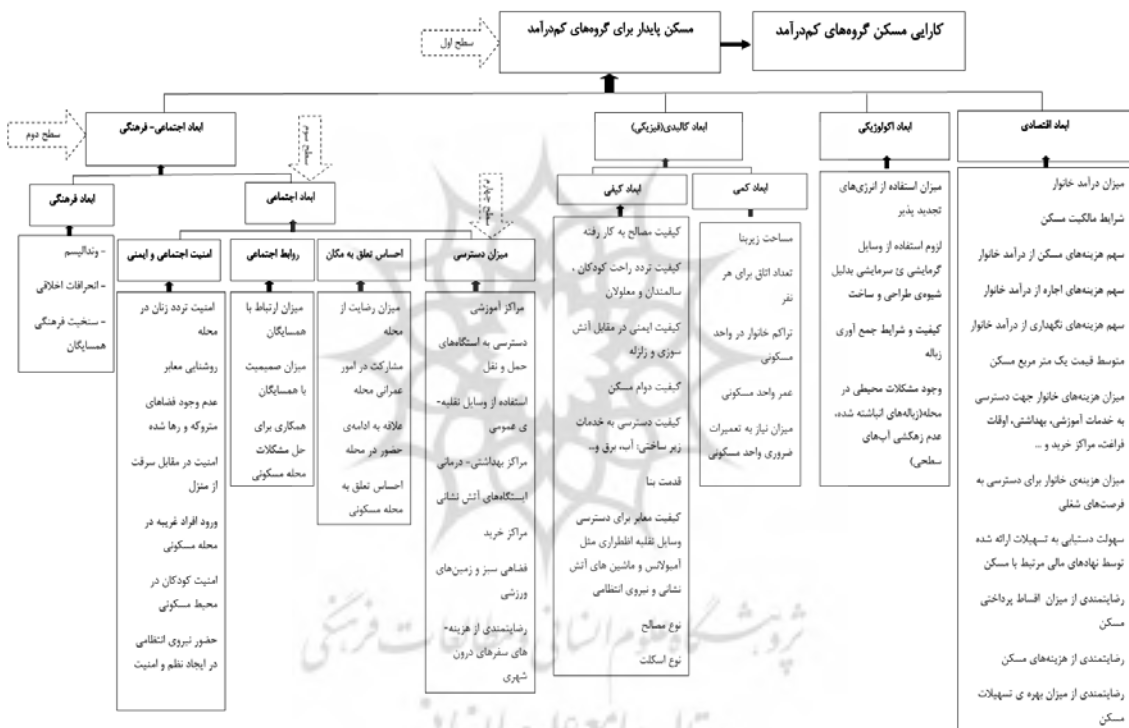 کارایی مسکن گروه‌های کم‌درآمد
مسکن پایدار برای گروه‌های کم‌درآمد
سطح اول
ابعاد اقتصادی
ابعاد اکولوژیکی
ابعاد کالبدی(فیزیکی)
ابعاد اجتماعی- فرهنگی
سطح دوم
سطح سوم
میزان درآمد خانوار
شرایط مالکیت مسکن
سهم هزینه‌های مسکن از درآمد خانوار
سهم هزینه‌های اجاره از درآمد خانوار
سهم هزینه‌های نگهداری از درآمد خانوار
متوسط قیمت یک متر مربع مسکن
میزان هزینه‌های خانوار جهت دسترسی
به خدمات آموزشی، بهداشتی، اوقات
فراغت، مراکز خرید و ...
میزان هزینه‌ی خانوار برای دسترسی به
فرصت‌های شغلی
سهولت دستیابی به تسهیلات ارائه شده
توسط نهادهای مالی مرتبط با مسکن
رضایتمندی از میزان اقساط پرداختی
مسکن
رضایتمندی از هزینه‌های مسکن
رضایتمندی از میزان بهره ی تسهیلات
مسکن
میزان استفاده از انرژی‌های
تجدید پذیر
لزوم استفاده از وسایل
گرمایشی ئ سرمایشی بدلیل
شیوه‌ی طراحی و ساخت
کیفیت و شرایط جمع آوری
زباله
وجود مشکلات محیطی در
محله(زباله‌های انباشته شده،
عدم زهکشی آب‌های
سطحی)
ابعاد کمی
مساحت زیربنا
تعداد اتاق برای هر
نفر
تراکم خانوار در واحد
مسکونی
عمر واحد مسکونی
میزان نیاز به تعمیرات
ضروری واحد مسکونی
ابعاد کیفی
کیفیت مصالح به کار رفته
کیفیت تردد راحت کودکان ،
سالمندان و معلولان
کیفیت ایمنی در مقابل آتش
سوزی و زلزله
کیفیت دوام مسکن
کیفیت دسترسی به خدمات
زیر ساختی: آب، برق و...
قدمت بنا
کیفیت معابر برای دسترسی
وسایل نقلیه اظطراری مثل
آمبولانس و ماشین های آتش
نشانی و نیروی انتظامی
نوع مصالح
نوع اسکلت
سطح چهارم
ابعاد اجتماعی
ابعاد فرهنگی
میزان دسترسی
مراکز آموزشی
دسترسی به استگاه‌های
حمل و نقل
استفاده از وسایل نقلیه-
ی عمومی
مراکز بهداشتی- درمانی
ایستگاه‌های آتش نشانی
مراکز خرید
فضاهی سبز و زمین‌های
ورزشی
رضایتمندی از هزینه-
های سفرهای درون
شهری
احساس تعلق به مکان
میزان رضایت از
محله
مشارکت در امور
عمرانی محله
علاقه به ادامه‌ی
حضور در محله
احساس تعلق به
محله مسکونی
روابط اجتماعی
میزان ارتباط با
همسایگان
میزان صمیمیت
با همسایگان
همکاری برای
حل مشکلات
محله مسکونی
امنیت اجتماعی و ایمنی
امنیت تردد زنان در
محله
روشنایی معابر
عدم وجود فضاهای
متروکه و رها شده
امنیت در مقابل سرقت
از منزل
ورود افراد غریبه در
محله مسکونی
امنیت کودکان در
محیط مسکونی
حضور نیروی انتظامی
در ایجاد نظم و امنیت
- وندالیسم
- انحرافات اخلاقی
- سنخیت فرهنگی
همسایگان
پژوهشگاه علوم انسانی و مطالعات فرهنگی